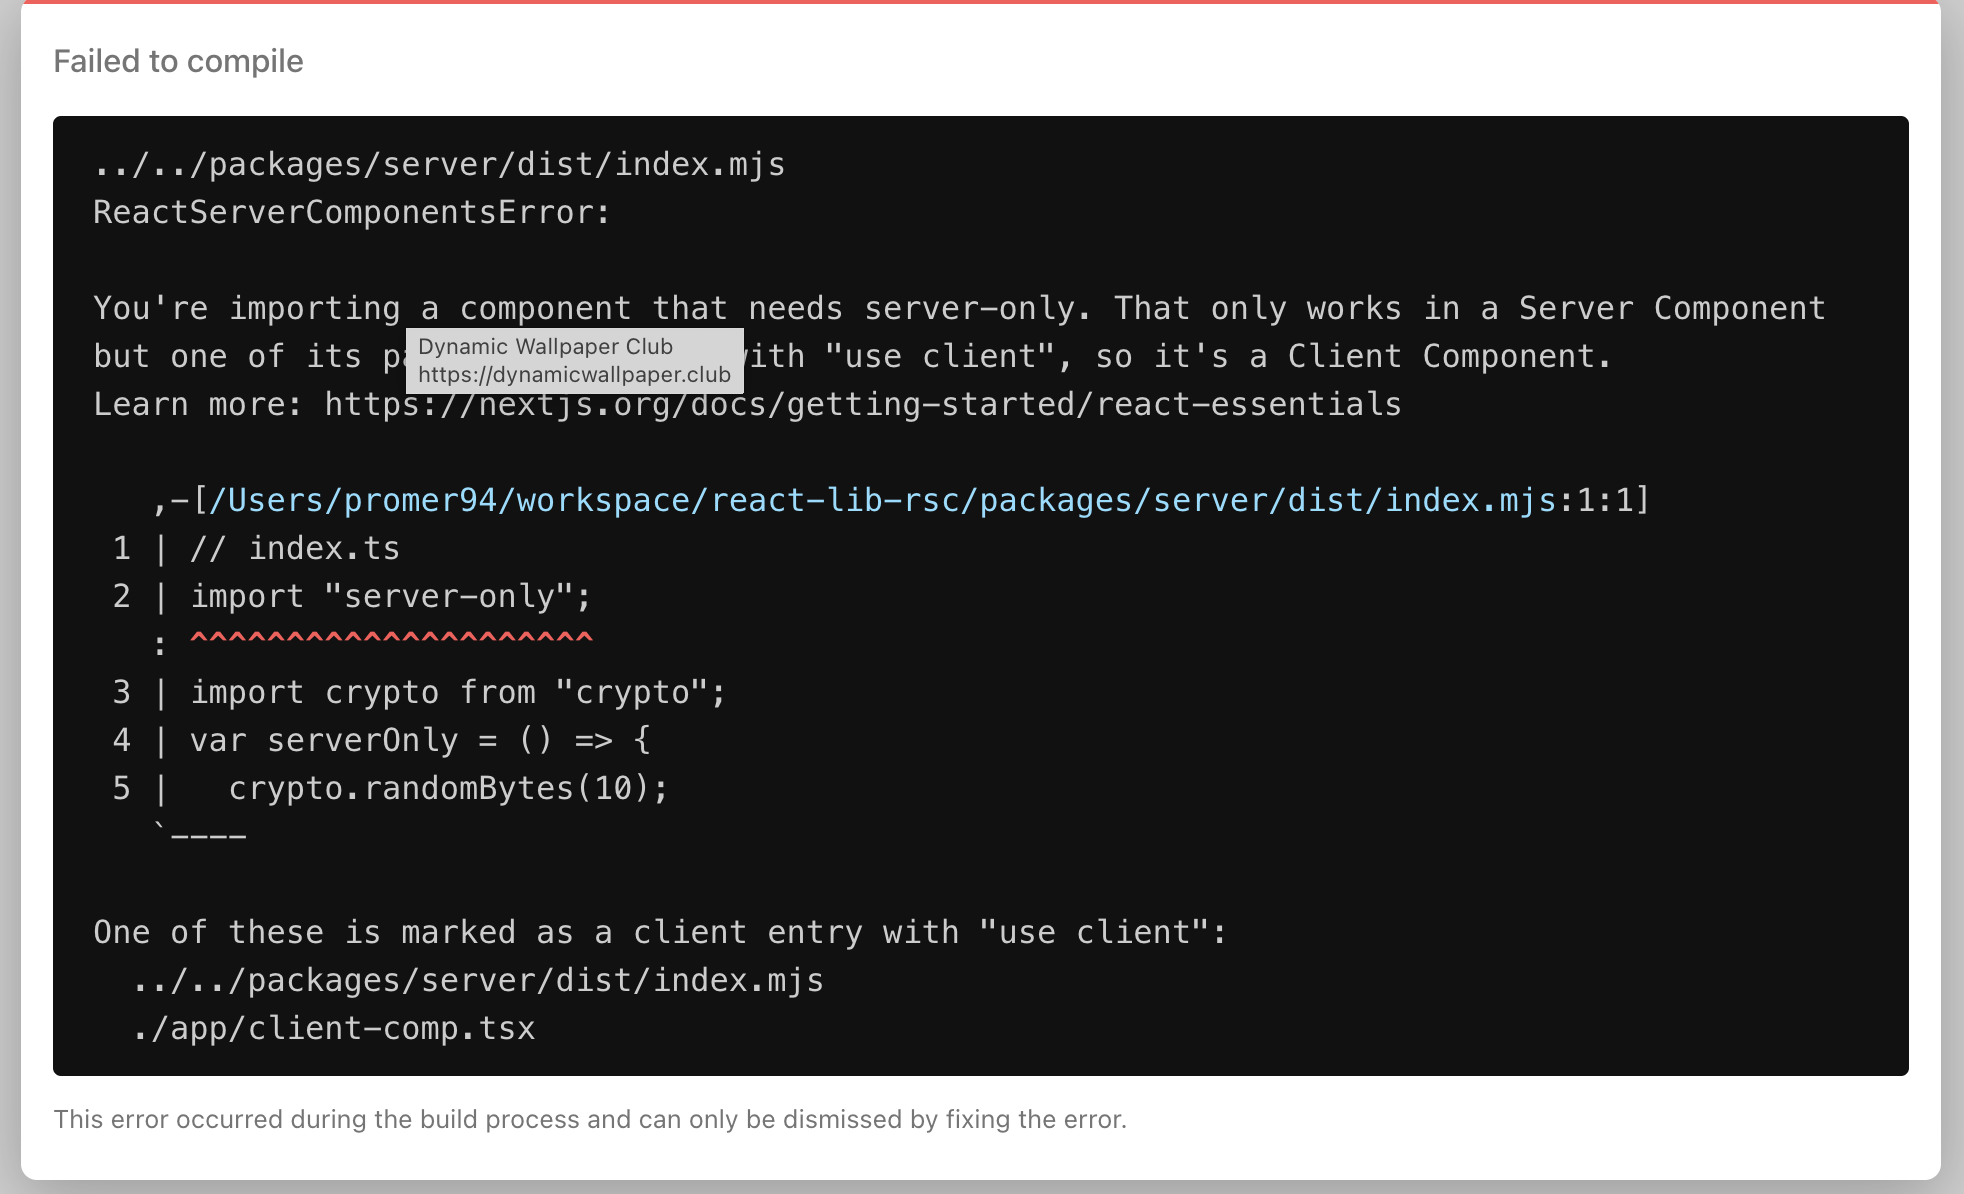 Failed to compile
../../packages/server/dist/index.mjs
ReactServerComponentsError:
You're importing a component that needs server-only. That only works in a Server Component
but one of its pa
with "use client", so it's a Client Component.
Dynamic Wallpaper Club
https://dynamicwallpaper.club
Learn more: https://nextjs.org/docs/getting-started/react-essentials
,-[/Users/promer94/workspace/react-lib-rsc/packages/server/dist/index.mjs:1:1]
1 | // index.ts
2 | import "server-only";
: ^^^^^^^^^^^^^^^^^^^^^
3 | import crypto from "crypto";
4 | var serverOnly = () => {
5 |   crypto.randomBytes(10);
`----
One of these is marked as a client entry with "use client":
../../packages/server/dist/index.mjs
./app/client-comp.tsx
This error occurred during the build process and can only be dismissed by fixing the error.